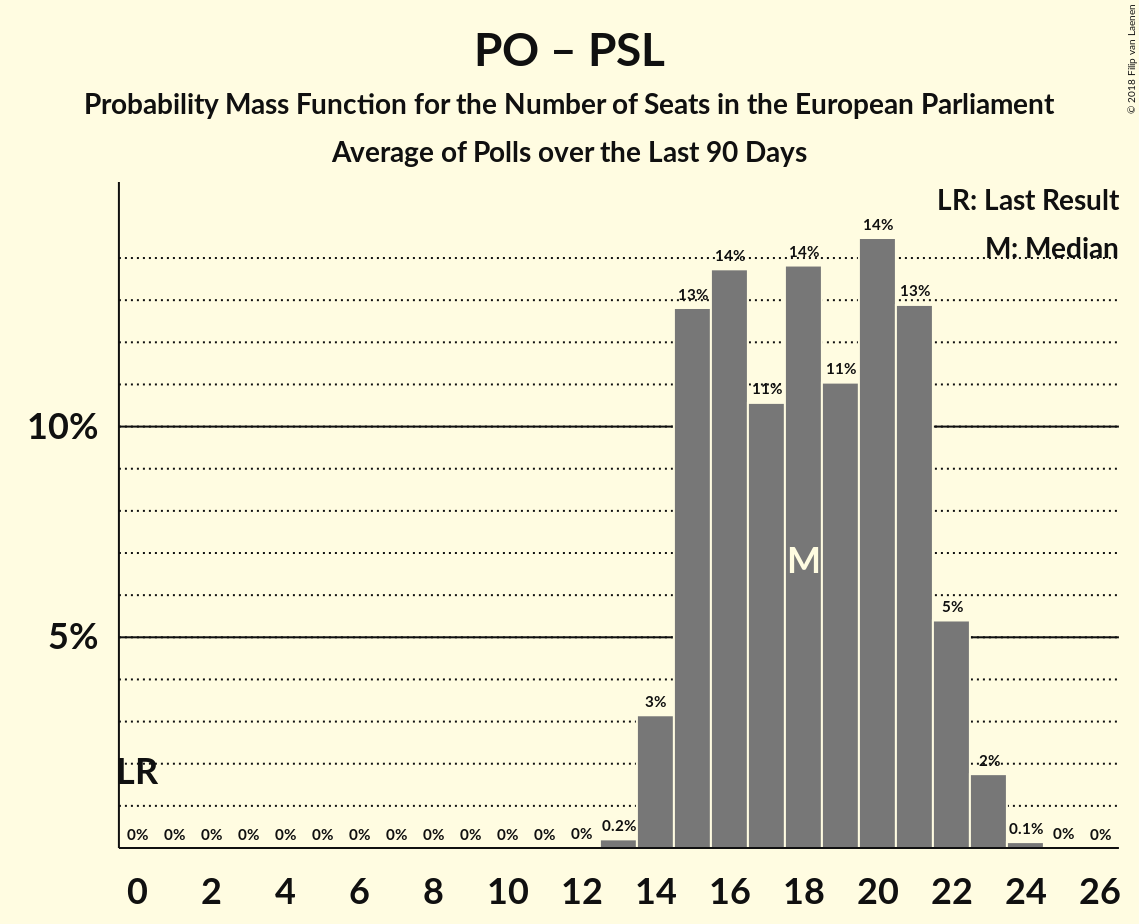 PO – PSL
Probability Mass Function for the Number of Seats in the European Parliament
Average of Polls over the Last 90 Days
© 2018 Filip van Laenen
LR: Last Result
M: Median
10%
5%
LR
M
0% 0% 0% 0% 0% 0% 0% 0% 0% 0% 0% 0% 0% 0.2% 3% 13% 14% 11% 14% 11% 14% 13% 5% 2% 0.1% 0% 0%
0 2 4 6 8 10 12 14 16 18 20 22 24 26